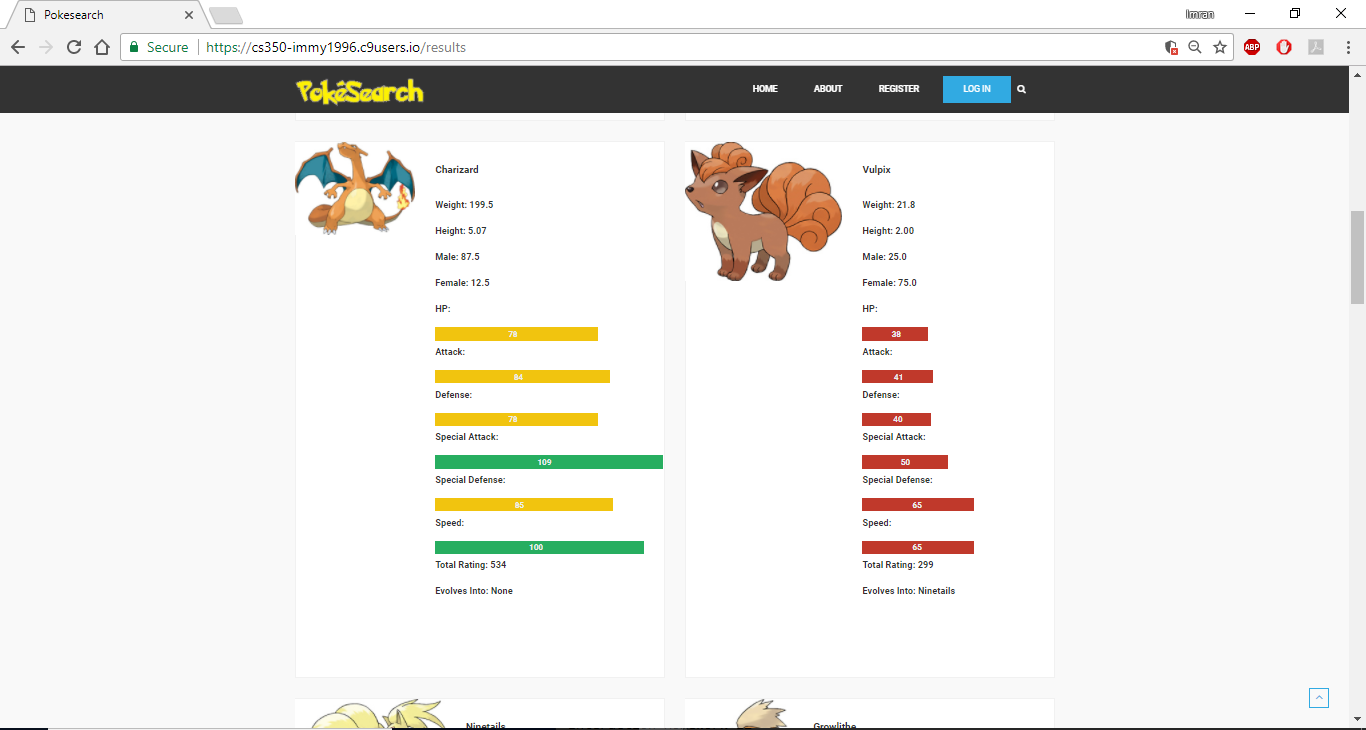 Pokesearch
Imran
Secure
https://cs350-immy1996.c9users.io/results
ABP
PokéSearch
HOME
ABOUT
REGISTER
LOG IN
Charizard
Weight: 199.5
Height: 5.07
Male: 87.5
Female: 12.5
HP:
78
Attack:
84
Defense:
78
Special Attack:
109
Special Defense:
85
Speed:
100
Total Rating: 534
Evolves Into: None
Vulpix
Weight: 21.8
Height: 2.00
Male: 25.0
Female: 75.0
HP:
38
Attack:
41
Defense:
40
Special Attack:
50
Special Defense:
65
Speed:
65
Total Rating: 299
Evolves Into: Ninetails
Ninetails
Growlithe